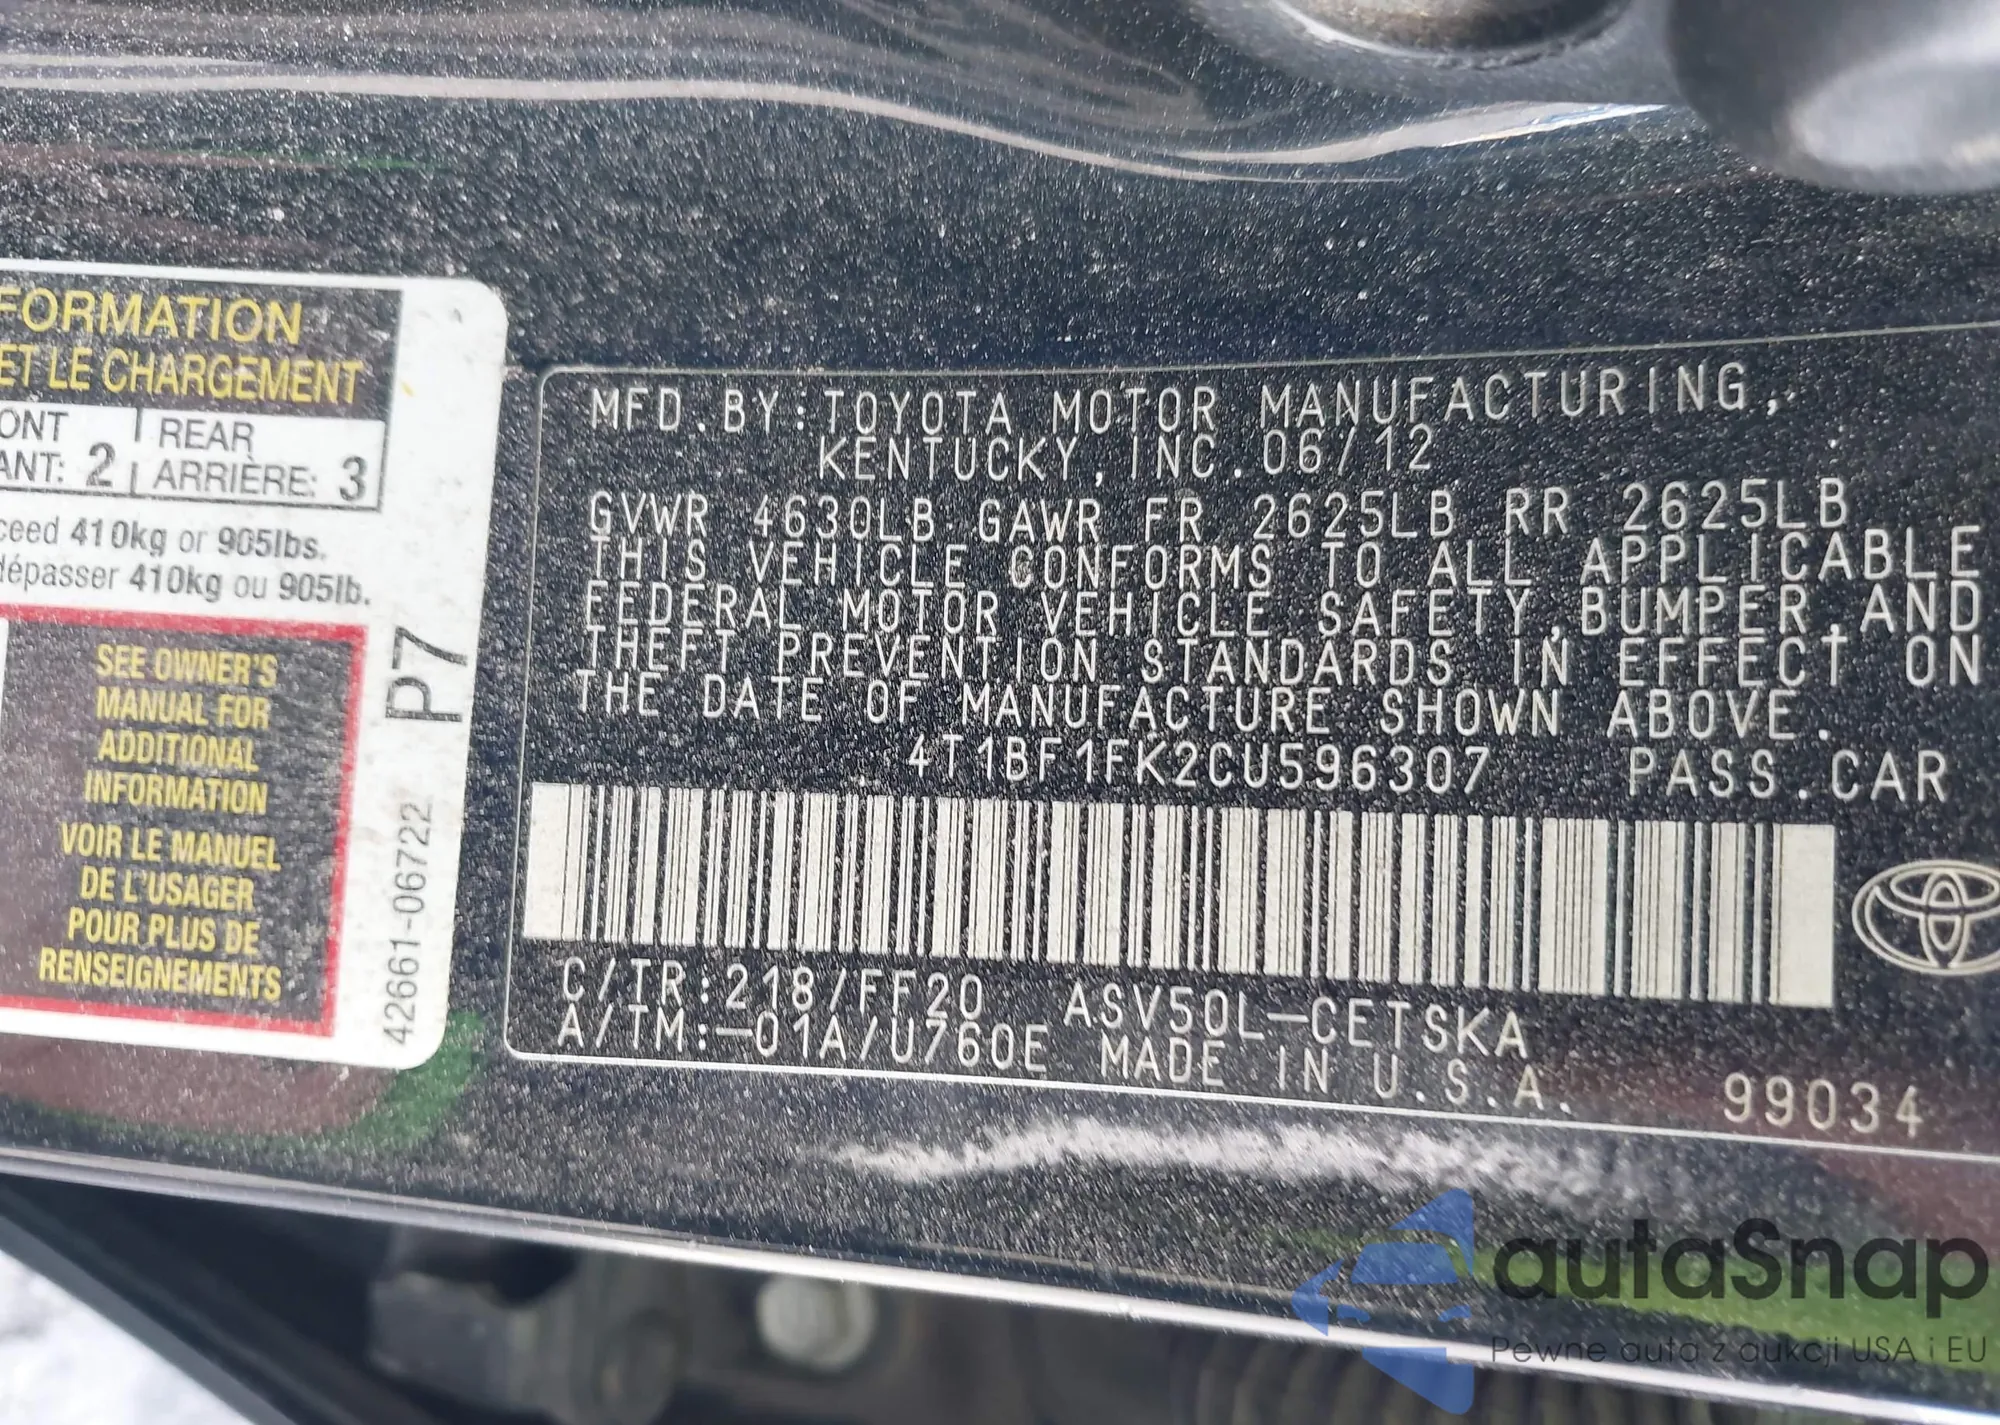 FORMATION
ET LE CHARGEMENT
ONT
ANT: 2
REAR
ARRIÈRE: 3
ceed 410kg or 905lbs.
dépasser 410kg ou 905lb.
SEE OWNER'S
MANUAL FOR
ADDITIONAL
INFORMATION
VOIR LE MANUEL
DE L'USAGER
POUR PLUS DE
RENSEIGNEMENTS
P7
42661-06722
MFD.BY:TOYOTA MOTOR MANUFACTURING,
KENTUCKY,INC.06/12
GVWR 4630LB GAWR FR 2625LB RR 2625LB
THIS VEHICLE CONFORMS TO ALL APPLICABLE
FEDERAL MOTOR VEHICLE SAFETY,BUMPER,AND
THEFT PREVENTION STANDARDS IN EFFECT ON
THE DATE OF MANUFACTURE SHOWN ABOVE.
4T1BF1FK2CU596307 PASS.CAR
C/TR:218/FF20 ASV50L-CETSKA
A/TM:-01A/U760E MADE IN U.S.A.
99034
autaSnap
Pewne auta z aukcji USA i EU